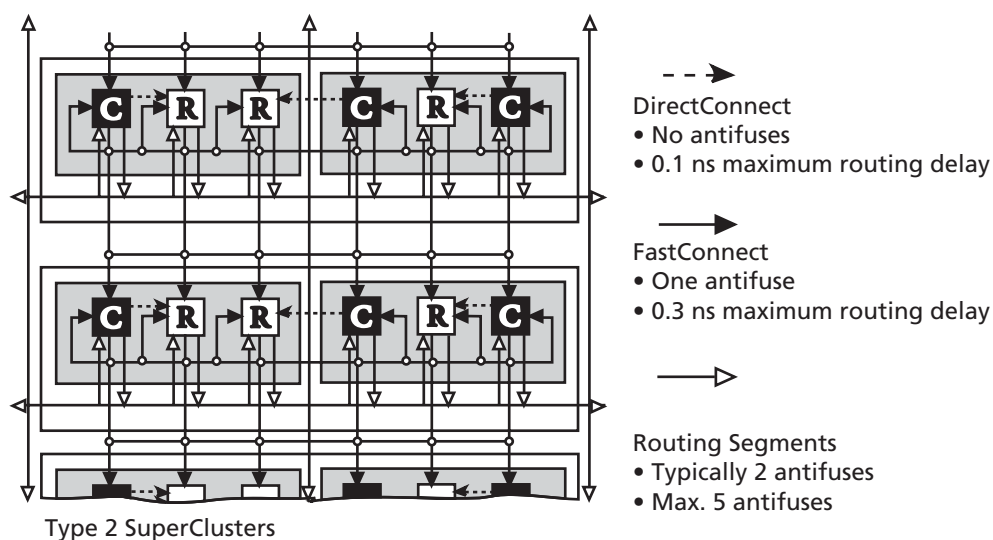 C R R C R C
DirectConnect
• No antifuses
• 0.1 ns maximum routing delay
FastConnect
• One antifuse
• 0.3 ns maximum routing delay
C R R C R C
Routing Segments
• Typically 2 antifuses
• Max. 5 antifuses
Type 2 SuperClusters